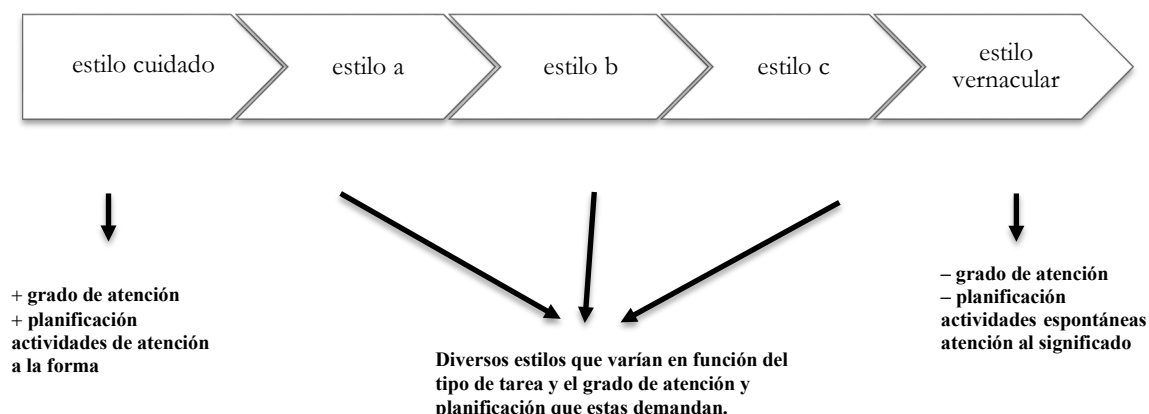 estilo cuidado
estilo a
estilo b
estilo c
estilo
vernacular
+ grado de atención
+ planificación
actividades de atención
a la forma
Diversos estilos que varían en función del
tipo de tarea y el grado de atención y
planificación que estas demandan.
– grado de atención
– planificación
actividades espontáneas
atención al significado